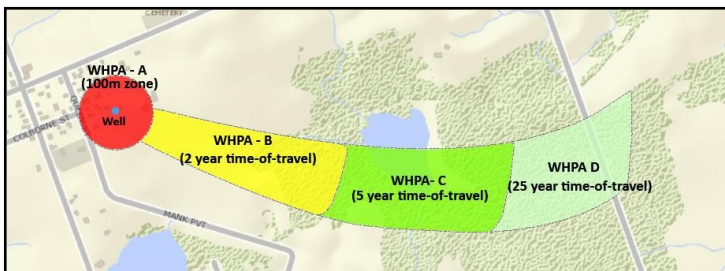 CEMETERY
WHPA - A
(100m zone)
Well
COLBORNE ST
WHPA - B
(2 year time-of-travel)
WHPA- C
(5 year time-of-travel)
WHPA D
(25 year time-of-travel)
MANK PVT